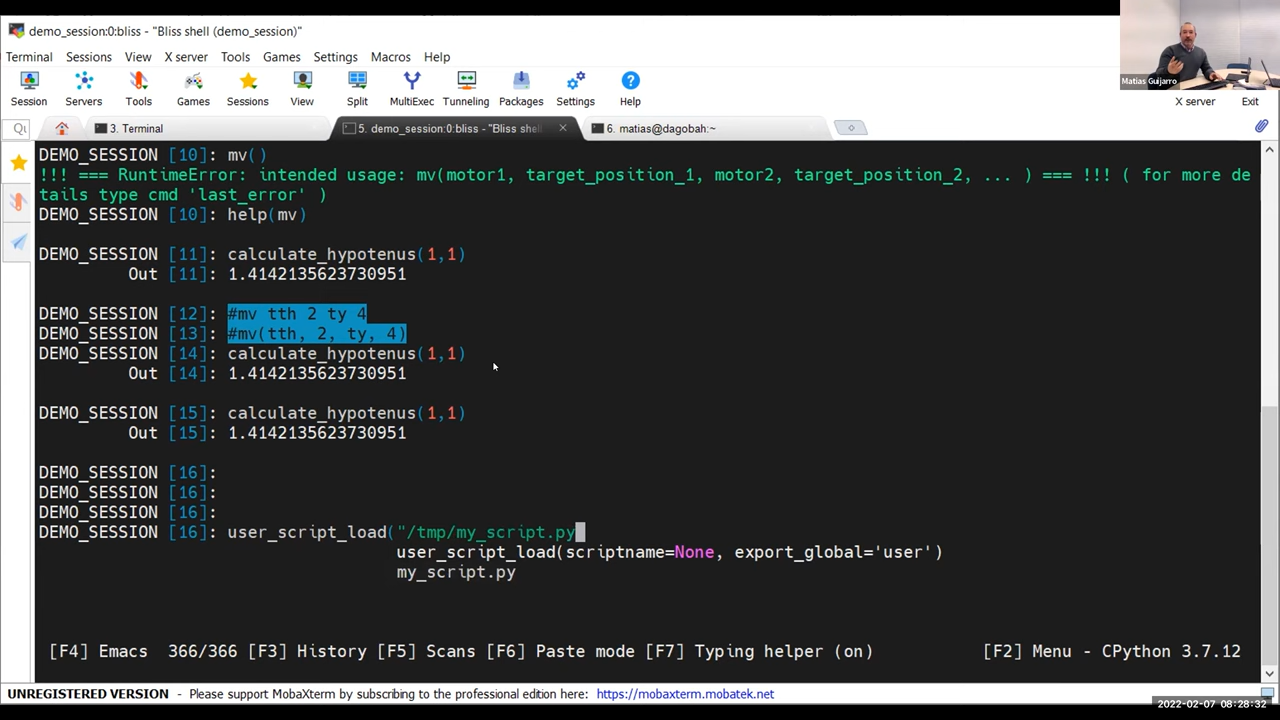 demo_session:0:bliss - "Bliss shell (demo_session)"
Terminal Sessions View X server Tools Games Settings Macros Help
Session Servers Tools Games Sessions View Split MultiExec Tunneling Packages Settings Help X server Exit
Matias Guijarro
Qu 3. Terminal 5. demo_session:0:bliss - "Bliss shell 6. matias@dagobah:~
DEMO_SESSION [10]: mv()
!!! === RuntimeError: intended usage: mv(motor1, target_position_1, motor2, target_position_2, ... ) === !!! ( for more de
tails type cmd 'last_error' )
DEMO_SESSION [10]: help(mv)
DEMO_SESSION [11]: calculate_hypotenus(1,1)
Out [11]: 1.4142135623730951
DEMO_SESSION [12]: #mv tth 2 ty 4
DEMO_SESSION [13]: #mv(tth, 2, ty, 4)
DEMO_SESSION [14]: calculate_hypotenus(1,1)
Out [14]: 1.4142135623730951
DEMO_SESSION [15]: calculate_hypotenus(1,1)
Out [15]: 1.4142135623730951
DEMO_SESSION [16]:
DEMO_SESSION [16]:
DEMO_SESSION [16]:
DEMO_SESSION [16]: user_script_load("/tmp/my_script.py
user_script_load(scriptname=None, export_global='user')
my_script.py
[F4] Emacs 366/366 [F3] History [F5] Scans [F6] Paste mode [F7] Typing helper (on) [F2] Menu - CPython 3.7.12
UNREGISTERED VERSION - Please support MobaXterm by subscribing to the professional edition here: https://mobaxterm.mobatek.net
2022-02-07 08:28:32